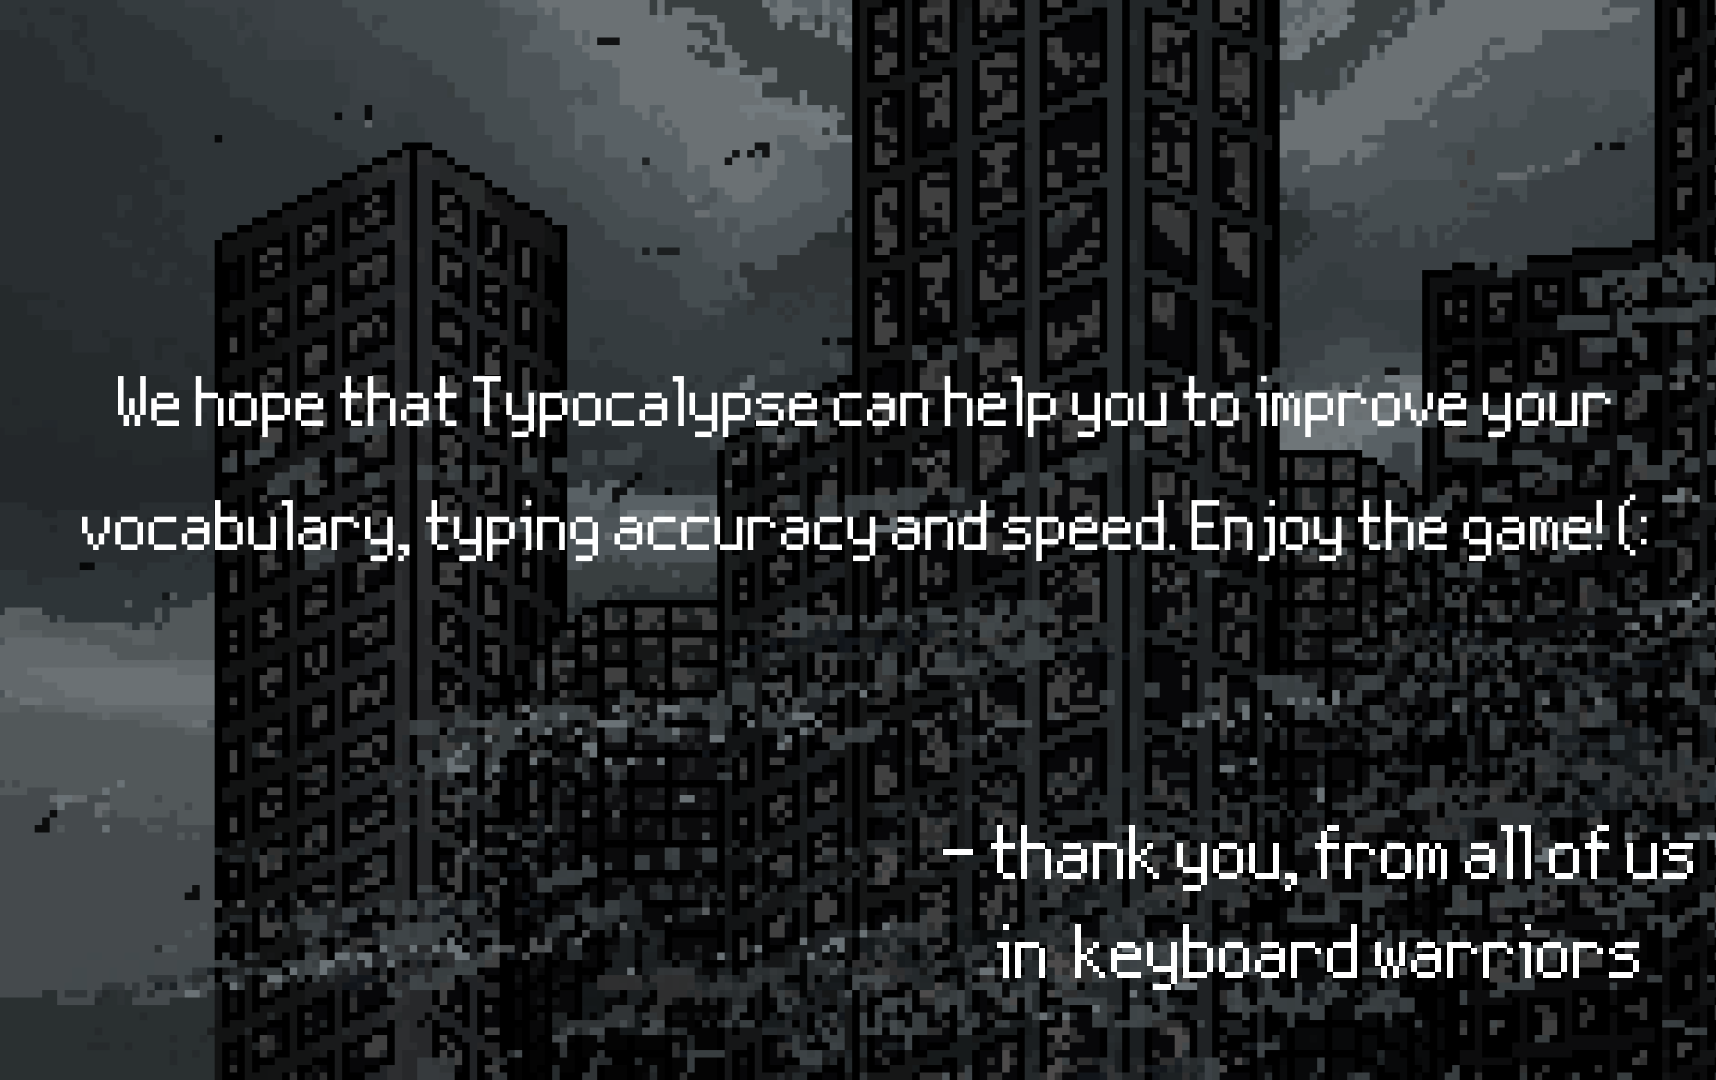 We hope that Typocalypse can help you to improve your
vocabulary, typing accuracy and speed. Enjoy the game! (:
- thank you, from all of us
in keyboard warriors